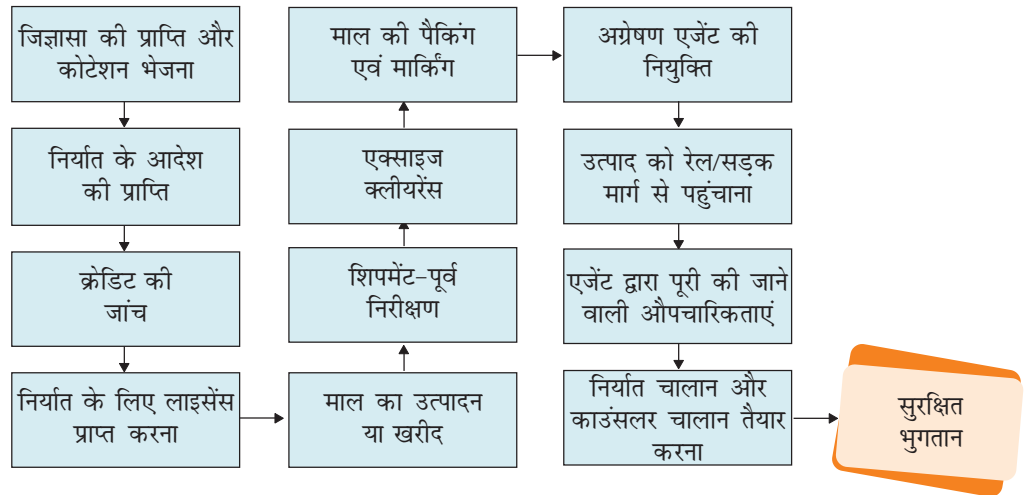 जिज्ञासा की प्राप्ति और
कोटेशन भेजना
निर्यात के आदेश
की प्राप्ति
क्रेडिट की
जांच
निर्यात के लिए लाइसेंस
प्राप्त करना
माल का उत्पादन
या खरीद
शिपमेंट-पूर्व
निरीक्षण
एक्साइज
क्लीयरेंस
माल की पैकिंग
एवं मार्किंग
अग्रेषण एजेंट की
नियुक्ति
उत्पाद को रेल/सड़क
मार्ग से पहुंचाना
एजेंट द्वारा पूरी की जाने
वाली औपचारिकताएं
निर्यात चालान और
काउंसलर चालान तैयार
करना
सुरक्षित
भुगतान